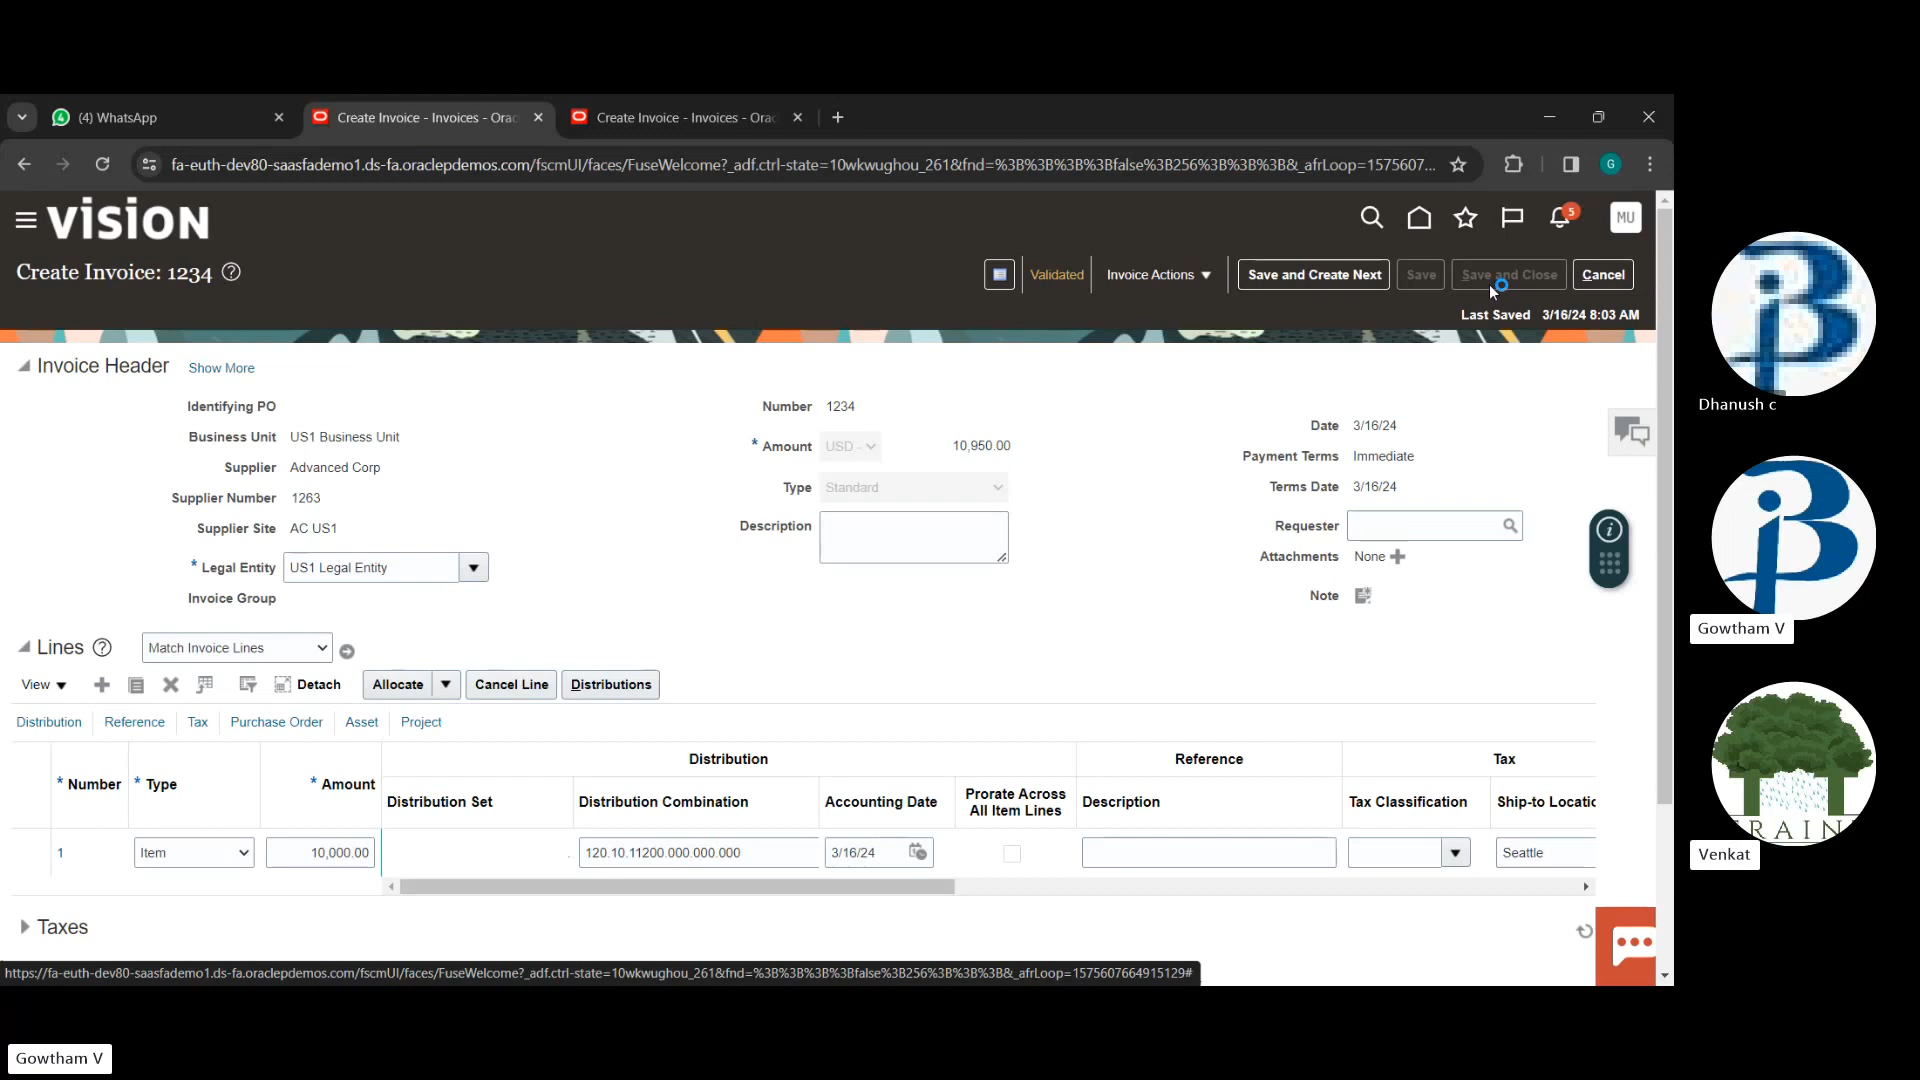 (4) WhatsApp
Create Invoice - Invoices - Orac
Create Invoice - Invoices - Orac
fa-euth-dev80-saasfademo1.ds-fa.oraclepdemos.com/fscmUI/faces/FuseWelcome?_adf.ctrl-state=10wkwughou_261&fnd=%3B%3B%3B%3Bfalse%3B256%3B%3B%3B&_afrLoop=1575607...
G
VISION
5
MU
Create Invoice: 1234
Validated
Invoice Actions
Save and Create Next
Save
Save and Close
Cancel
Last Saved 3/16/24 8:03 AM
Invoice Header
Show More
Identifying PO
Business Unit US1 Business Unit
Supplier Advanced Corp
Supplier Number 1263
Supplier Site AC US1
* Legal Entity US1 Legal Entity
Invoice Group
Number 1234
* Amount USD - 10,950.00
Type Standard
Description
Date 3/16/24
Payment Terms Immediate
Terms Date 3/16/24
Requester
Attachments None
Note
Lines
Match Invoice Lines
View
Detach
Allocate
Cancel Line
Distributions
Distribution Reference Tax Purchase Order Asset Project
* Number * Type * Amount
Distribution Reference Tax
Distribution Set Distribution Combination Accounting Date Prorate Across All Item Lines Description Tax Classification Ship-to Locatic
1 Item 10,000.00 120.10.11200.000.000.000 3/16/24 Seattle
Taxes
https://fa-euth-dev80-saasfademo1.ds-fa.oraclepdemos.com/fscmUI/faces/FuseWelcome?_adf.ctrl-state=10wkwughou_261&fnd=%3B%3B%3B%3Bfalse%3B256%3B%3B%3B&_afrLoop=1575607664915129#
Dhanush c
Gowtham V
RAIN
Venkat
Gowtham V